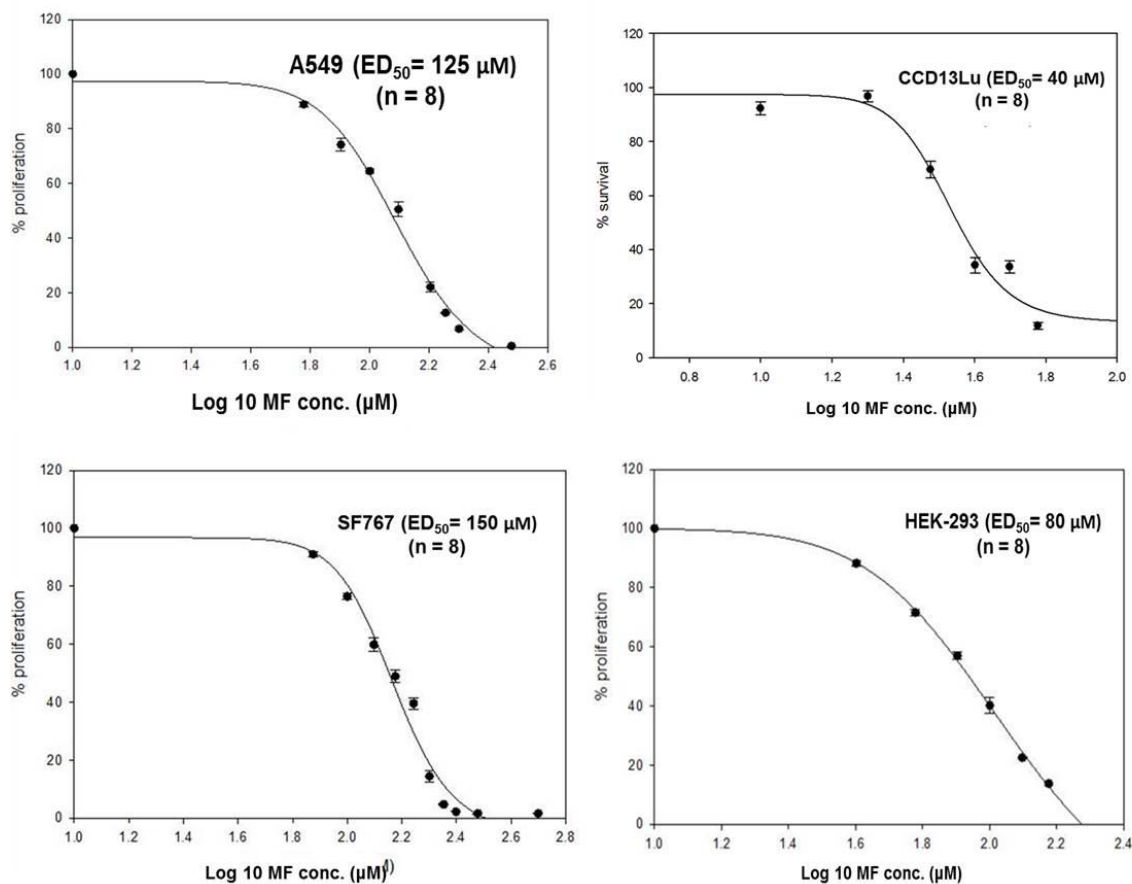 120
100
80
60
40
20
0
% proliferation
A549 (ED50= 125 µM)
(n = 8)
1.0 1.2 1.4 1.6 1.8 2.0 2.2 2.4 2.6
Log 10 MF conc. (µM)
120
100
80
60
40
20
0
% survival
CCD13Lu (ED50= 40 µM)
(n = 8)
0.8 1.0 1.2 1.4 1.6 1.8 2.0
Log 10 MF conc. (µM)
120
100
80
60
40
20
0
% proliferation
SF767 (ED50= 150 µM)
(n = 8)
1.0 1.2 1.4 1.6 1.8 2.0 2.2 2.4 2.6 2.8
Log 10 MF conc. (µM)
120
100
80
60
40
20
0
% proliferation
HEK-293 (ED50= 80 µM)
(n = 8)
1.0 1.2 1.4 1.6 1.8 2.0 2.2 2.4
Log 10 MF conc. (µM)